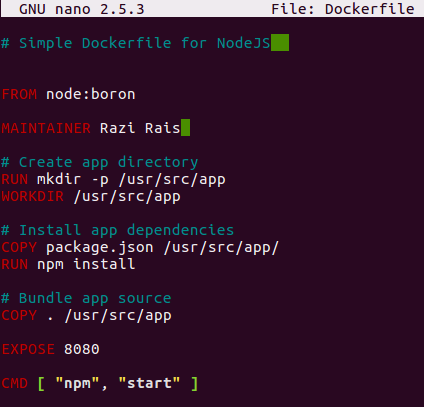 GNU nano 2.5.3 File: Dockerfile
# Simple Dockerfile for NodeJS
FROM node:boron
MAINTAINER Razi Rais
# Create app directory
RUN mkdir -p /usr/src/app
WORKDIR /usr/src/app
# Install app dependencies
COPY package.json /usr/src/app/
RUN npm install
# Bundle app source
COPY . /usr/src/app
EXPOSE 8080
CMD [ "npm", "start" ]